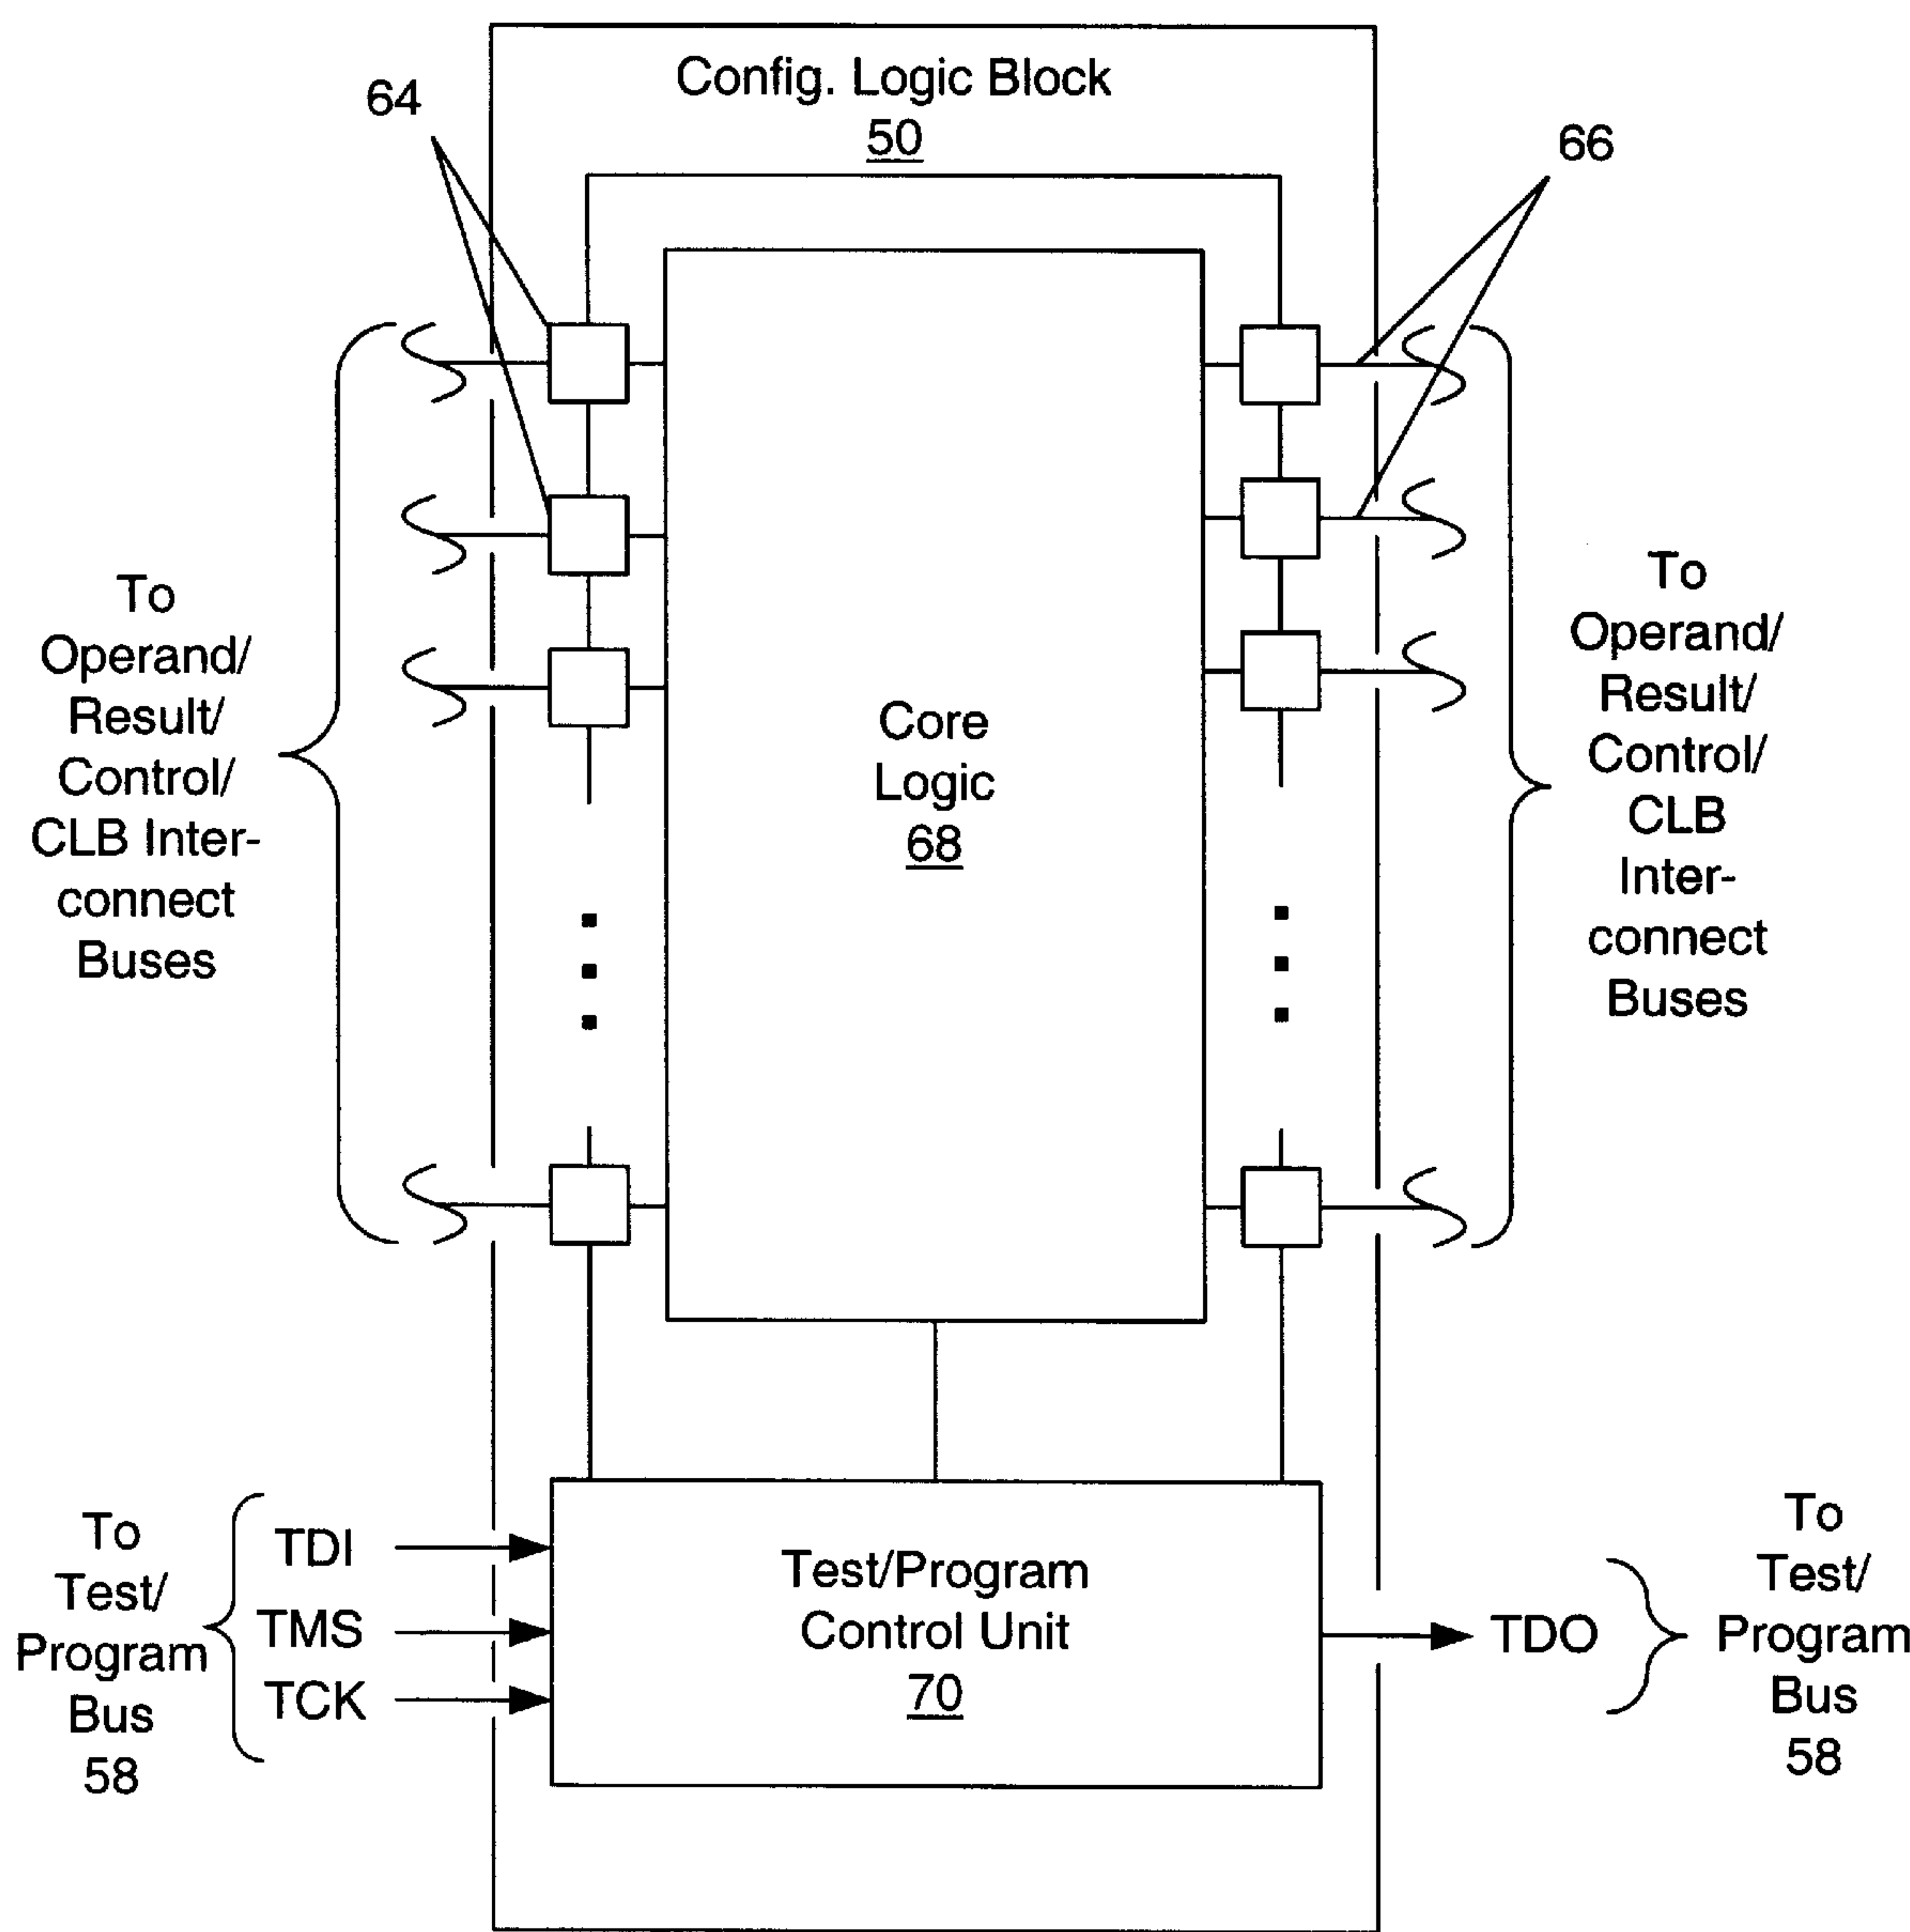 Config. Logic Block
50
64
66
To
Operand/
Result/
Control/
CLB Inter-
connect
Buses
Core
Logic
68
To
Operand/
Result/
Control/
CLB
Inter-
connect
Buses
To
Test/
Program
Bus
58
TDI
TMS
TCK
Test/Program
Control Unit
70
TDO
To
Test/
Program
Bus
58